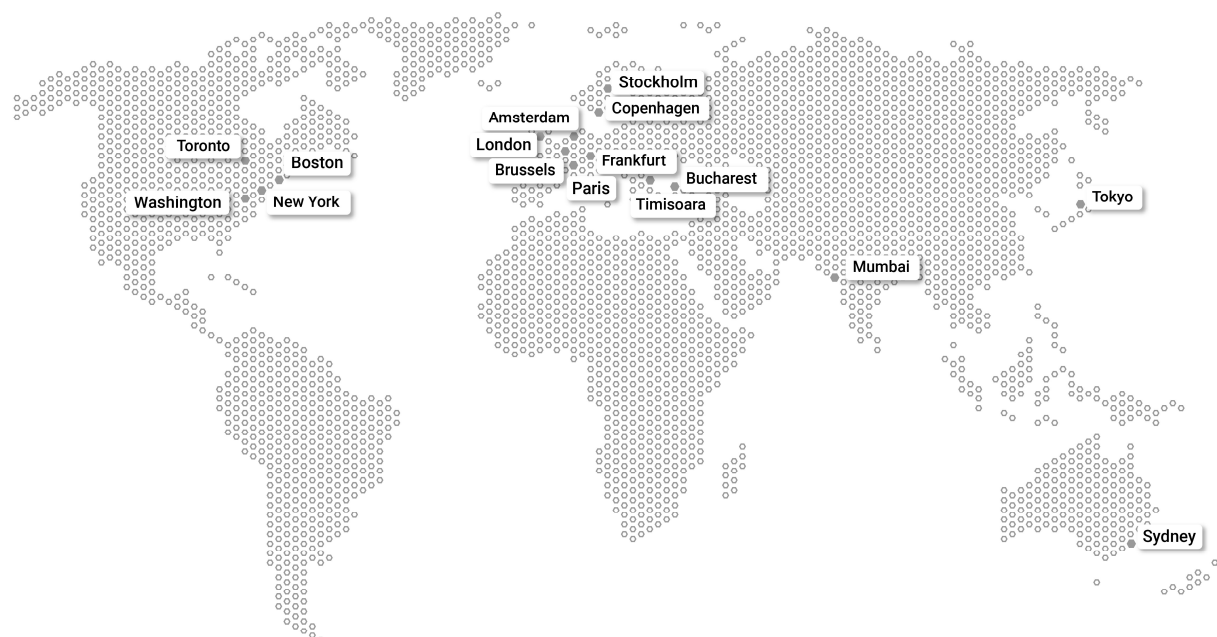 Stockholm
Copenhagen
Amsterdam
London
Toronto
Boston
Frankfurt
Brussels
Bucharest
Paris
Washington
New York
Timisoara
Tokyo
Mumbai
Sydney